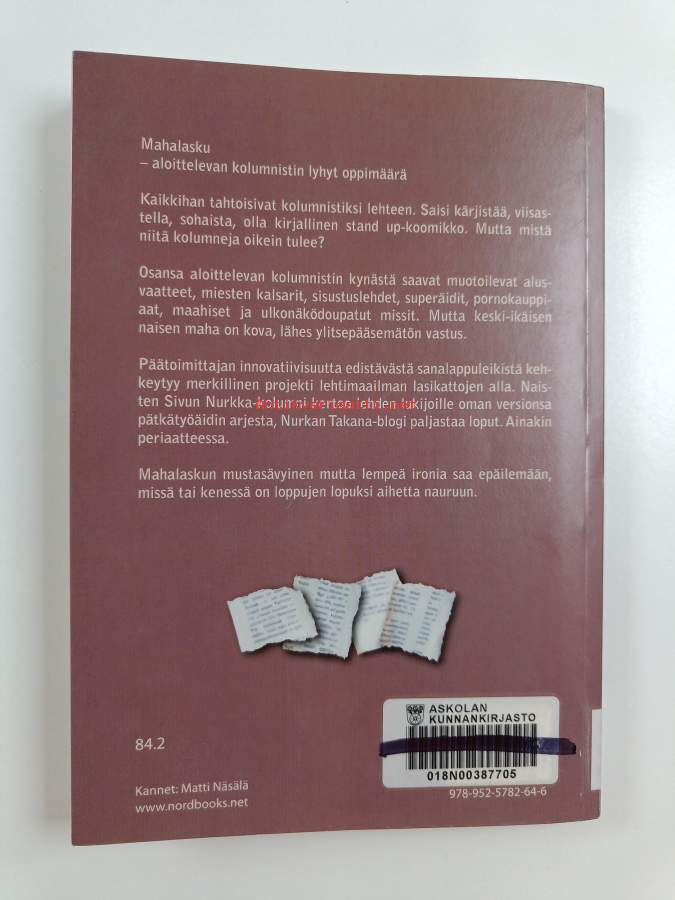 Mahalasku
– aloittelevan kolumnistin lyhyt oppimäärä
Kaikkihan tahtoisivat kolumnistiksi lehteen. Saisi kärjistää, viisas-
tella, sohaista, olla kirjallinen stand up-koomikko. Mutta mistä
niitä kolumneja oikein tulee?
Osansa aloittelevan kolumnistin kynästä saavat muotoilevat alus-
vaatteet, miesten kalsarit, sisustuslehdet, superäidit, pornokauppi-
aat, maahiset ja ulkonäködoupatut missit. Mutta keski-ikäisen
naisen maha on kova, lähes ylitsepääsemätön vastus.
Päätoimittajan innovatiivisuutta edistävästä sanalappuleikistä keh-
keytyy merkillinen projekti lehtimaailman lasikattojen alla. Nais-
ten Sivun Nurkka-kolumni kertoo lehden lukijoille oman versionsa
pätkätyöäidin arjesta, Nurkan Takana-blogi paljastaa loput. Ainakin
periaatteessa.
Mahalaskun mustasävyinen mutta lempeä ironia saa epäilemään,
missä tai kenessä on loppujen lopuksi aihetta nauruun.
ASKOLAN
KUNNANKIRJASTO
018N00387705
84.2
978-952-5782-64-6
Kannet: Matti Näsälä
www.nordbooks.net